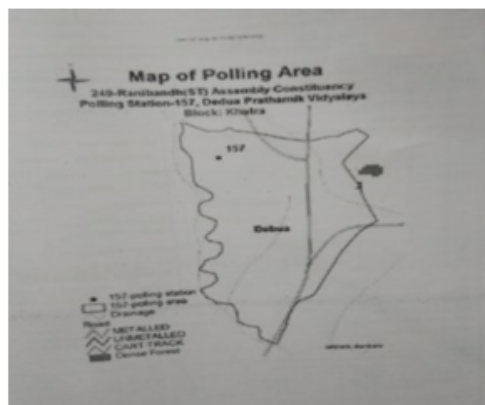 Map of Polling Area
249-Ranibandh(ST) Assembly Constituency
Polling Station-157, Dedua Prathamik Vidyalaya
Block: Khatra
157
Dedua
157-polling station
157-polling area
Drainage
Road
METALLED
UNMETALLED
CART-TRACK
Dense Forest